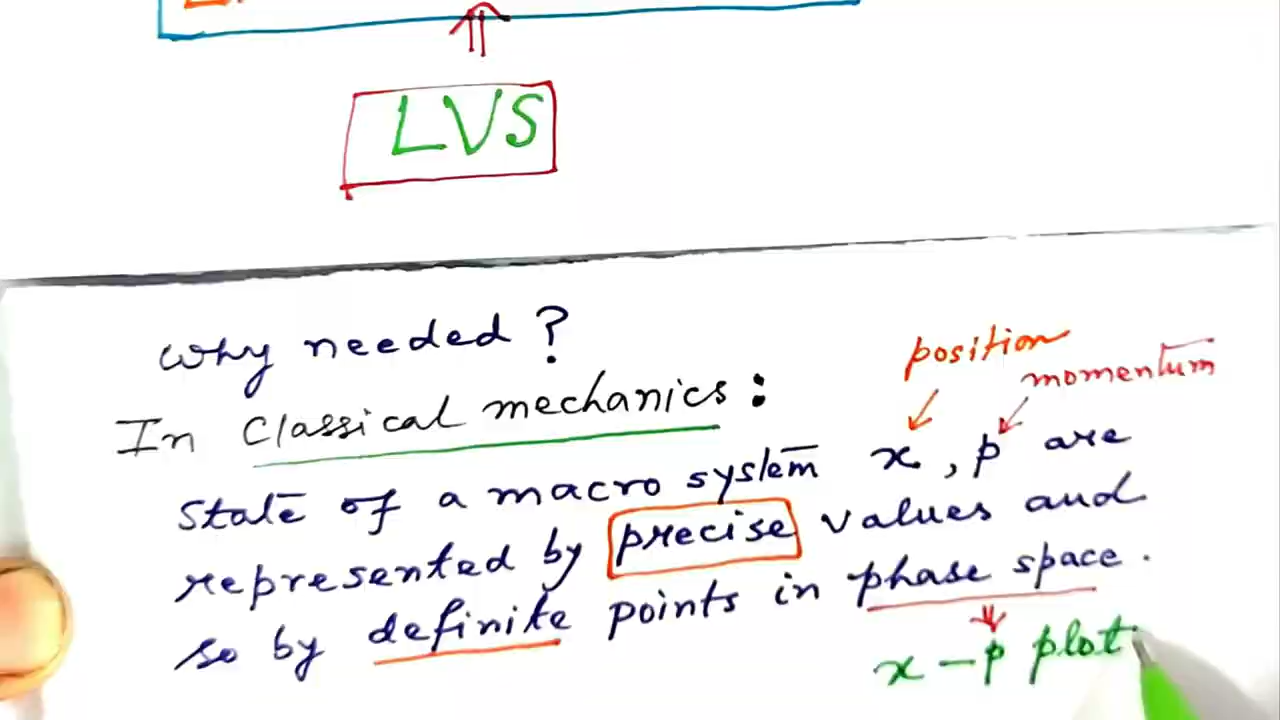 LVS
Why needed?
position
momentum
In Classical mechanics:
State of a macro system x, p are
represented by precise values and
so by definite points in phase space.
x - p plot